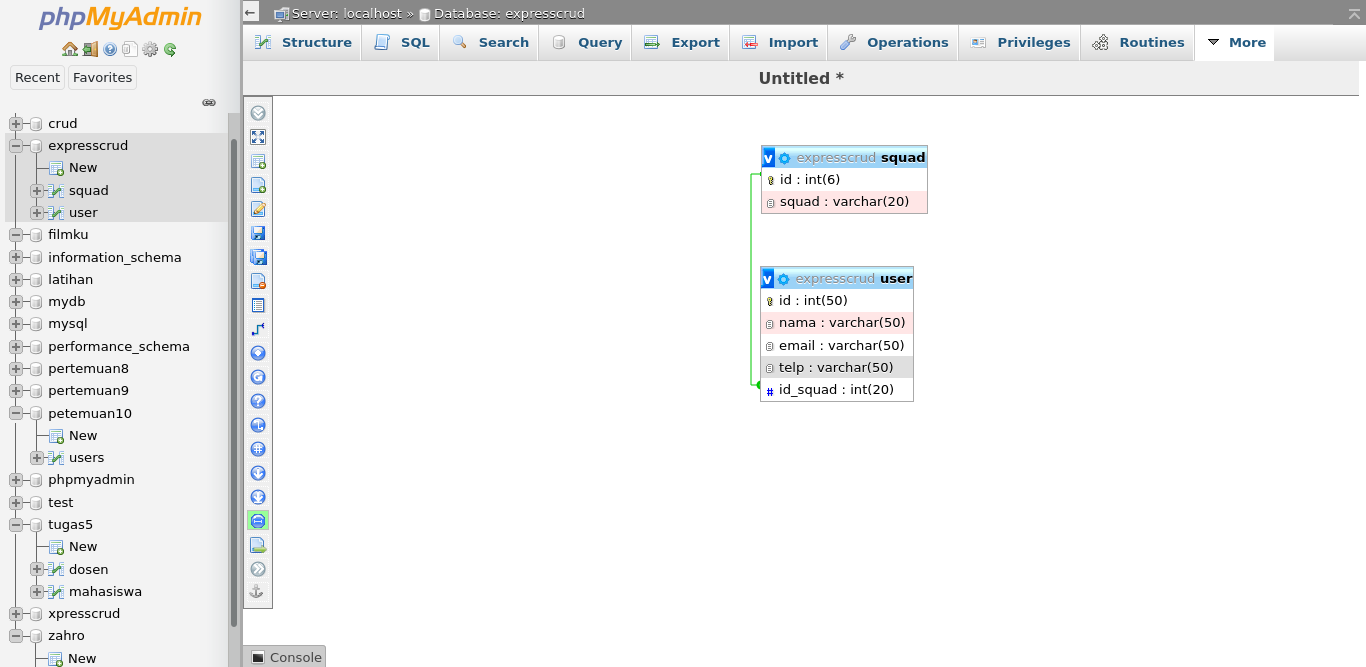 phpMyAdmin
Recent Favorites
crud
expresscrud
New
squad
user
filmku
information_schema
latihan
mydb
mysql
performance_schema
pertemuan8
pertemuan9
petemuan10
New
users
phpmyadmin
test
tugas5
New
dosen
mahasiswa
xpresscrud
zahro
New
Server: localhost » Database: expresscrud
Structure SQL Search Query Export Import Operations Privileges Routines More
Untitled *
v expresscrud squad
id : int(6)
squad : varchar(20)
v expresscrud user
id : int(50)
nama : varchar(50)
email : varchar(50)
telp : varchar(50)
# id_squad : int(20)
Console